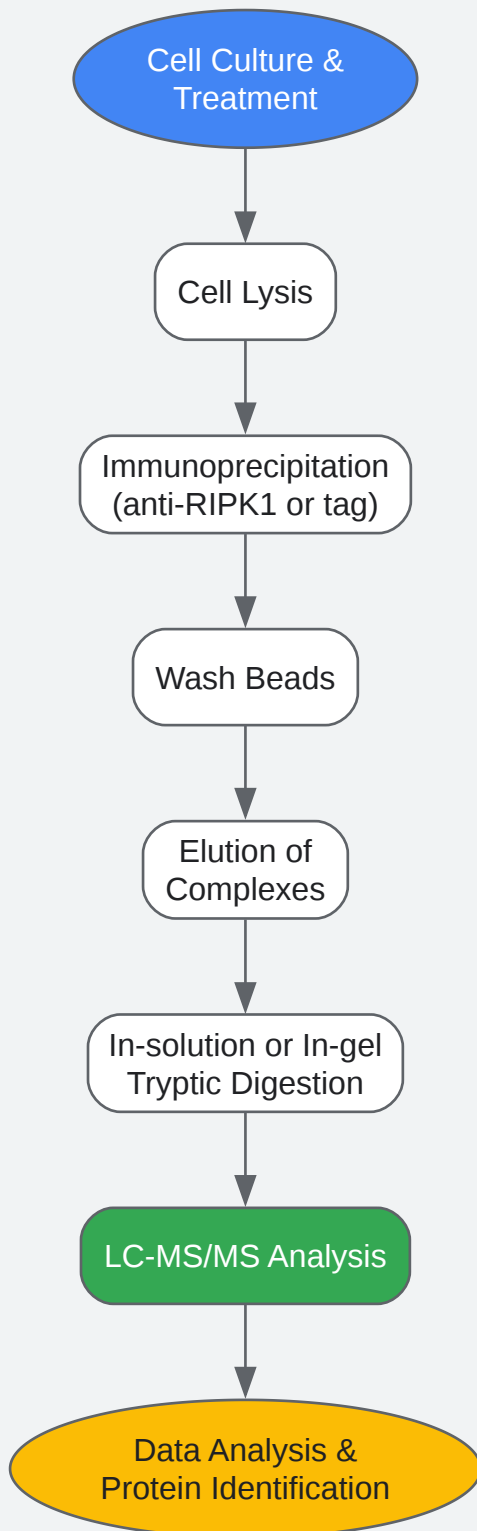 Cell Culture &
Treatment
Cell Lysis
Immunoprecipitation
(anti-RIPK1 or tag)
Wash Beads
Elution of
Complexes
In-solution or In-gel
Tryptic Digestion
LC-MS/MS Analysis
Data Analysis &
Protein Identification